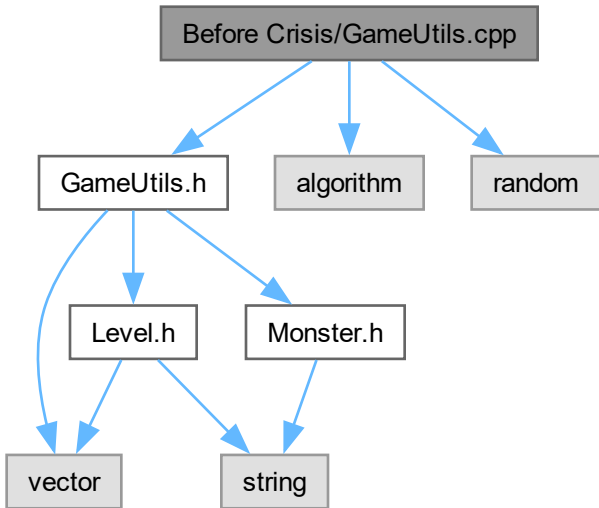 Before Crisis/GameUtils.cpp
GameUtils.h
algorithm
random
Level.h
Monster.h
vector
string